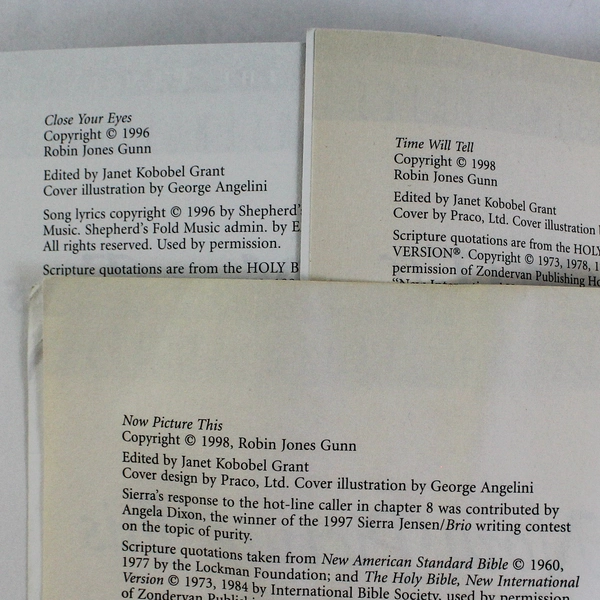 Close Your Eyes
Copyright © 1996
Robin Jones Gunn
Edited by Janet Kobobel Grant
Cover illustration by George Angelini
Song lyrics copyright © 1996 by Shepherd's
Music. Shepherd's Fold Music admin. by E
All rights reserved. Used by permission.
Scripture quotations are from the HOLY B
Time Will Tell
Copyright © 1998
Robin Jones Gunn
Edited by Janet Kobobel Grant
Cover by Praco, Ltd. Cover illustration b
Scripture quotations are from the HOLY
VERSION®. Copyright © 1973, 1978, 1
permission of Zondervan Publishing Ho
Now Picture This
Copyright © 1998, Robin Jones Gunn
Edited by Janet Kobobel Grant
Cover design by Praco, Ltd. Cover illustration by George Angelini
Sierra's response to the hot-line caller in chapter 8 was contributed by
Angela Dixon, the winner of the 1997 Sierra Jensen/Brio writing contest
on the topic of purity.
Scripture quotations taken from New American Standard Bible © 1960,
1977 by the Lockman Foundation; and The Holy Bible, New International
Version © 1973, 1984 by International Bible Society, used by permission
of Zondervan